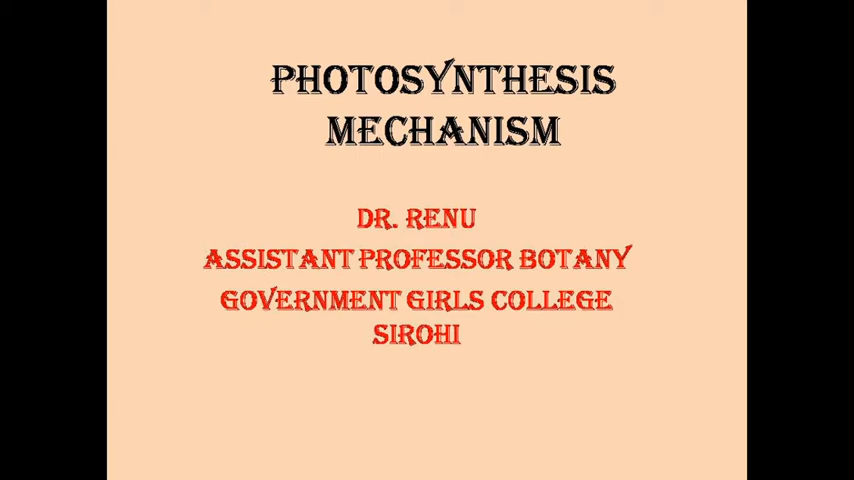 PHOTOSYNTHESIS
MECHANISM
DR. RENU
ASSISTANT PROFESSOR BOTANY
GOVERNMENT GIRLS COLLEGE
SIROHI